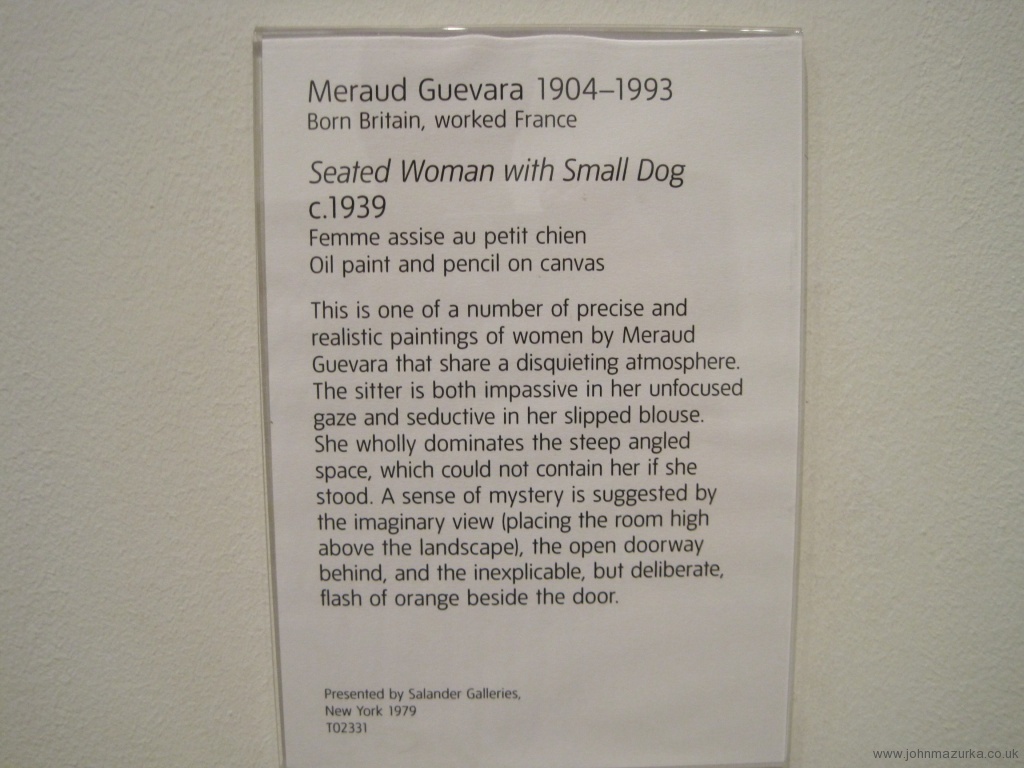 Meraud Guevara 1904–1993
Born Britain, worked France
Seated Woman with Small Dog
c.1939
Femme assise au petit chien
Oil paint and pencil on canvas
This is one of a number of precise and
realistic paintings of women by Meraud
Guevara that share a disquieting atmosphere.
The sitter is both impassive in her unfocused
gaze and seductive in her slipped blouse.
She wholly dominates the steep angled
space, which could not contain her if she
stood. A sense of mystery is suggested by
the imaginary view (placing the room high
above the landscape), the open doorway
behind, and the inexplicable, but deliberate,
flash of orange beside the door.
Presented by Salander Galleries,
New York 1979
T02331
www.johnmazurka.co.uk